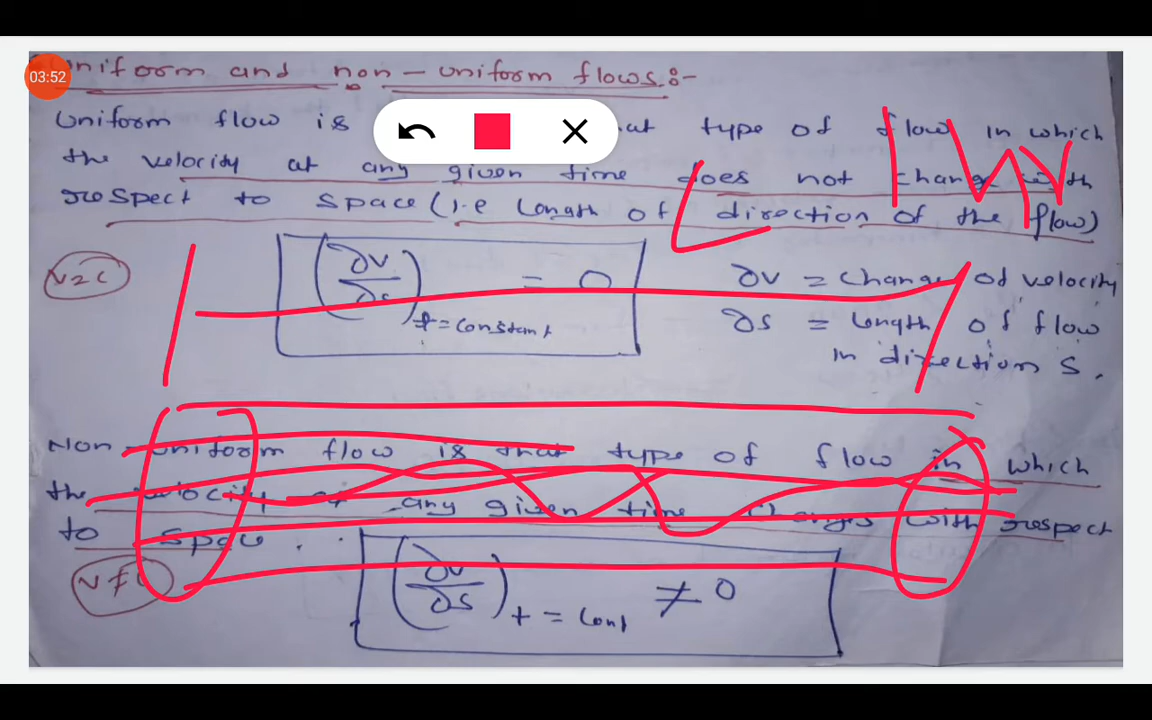 03:52
Uniform and non-uniform flows:-
Uniform flow is at type of flow in which
the velocity at any given time does not change with
respect to space (i.e length of direction of the flow)
V=C
(∂V/∂s) t=constant = 0
∂V = change of velocity
∂s = length of flow
in direction S.
Non-uniform flow is that type of flow in which
the velocity at any given time changes with respect
to space.
V≠C
(∂V/∂s) t = cont ≠ 0